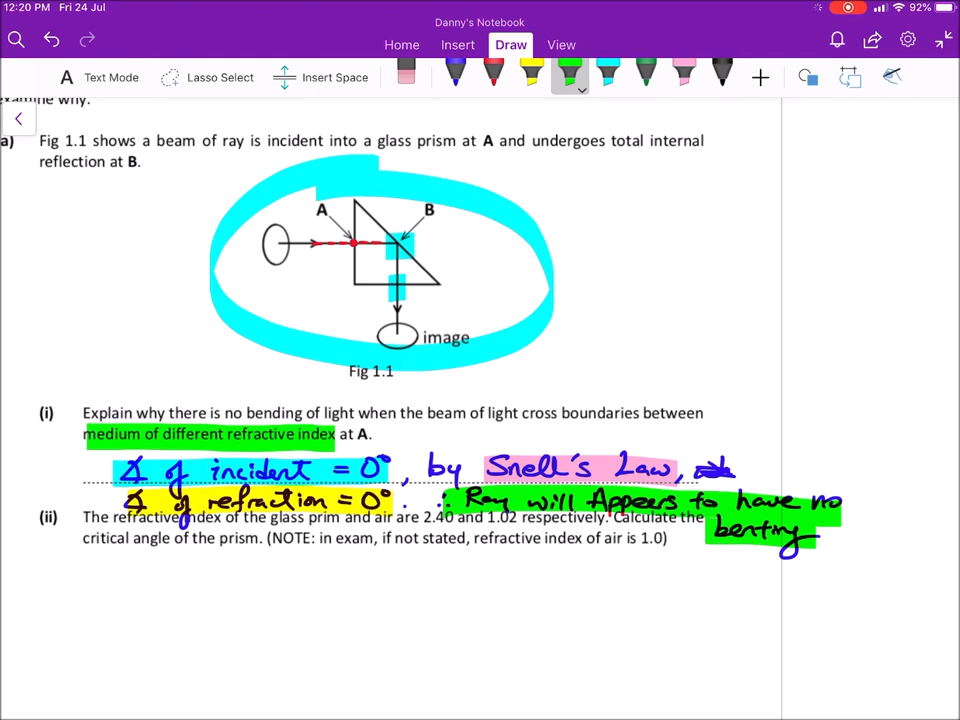 12:20 PM Fri 24 Jul
92%
Danny's Notebook
Home Insert Draw View
A Text Mode Lasso Select Insert Space
examine why.
a) Fig 1.1 shows a beam of ray is incident into a glass prism at A and undergoes total internal
reflection at B.
A B
image
Fig 1.1
(i) Explain why there is no bending of light when the beam of light cross boundaries between
medium of different refractive index at A.
∡ of incident = 0°, by Snell's Law,
∡ of refraction = 0°. ∴ Ray will Appears to have no
(ii) The refractive index of the glass prim and air are 2.40 and 1.02 respectively. Calculate the
benting
critical angle of the prism. (NOTE: in exam, if not stated, refractive index of air is 1.0)